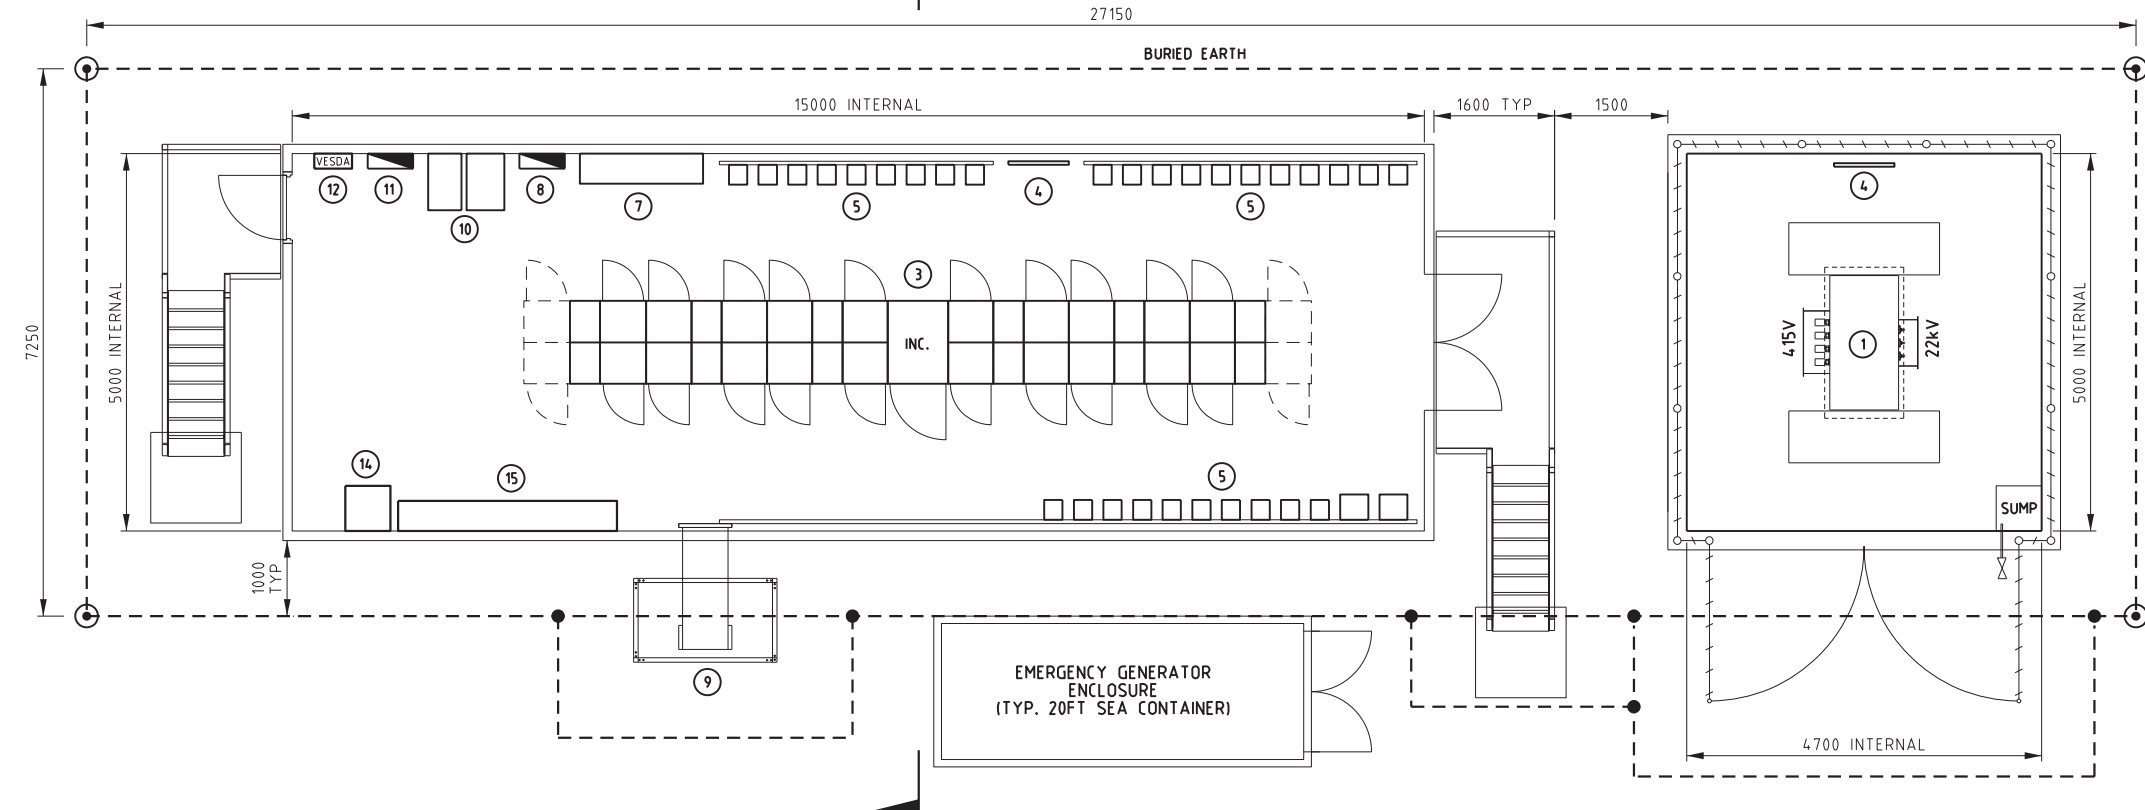 27150
BURIED EARTH
15000 INTERNAL
1600 TYP
1500
VESDA
12
11
10
8
7
5
4
5
4
3
INC.
7250
5000 INTERNAL
415V
1
22kV
5000 INTERNAL
14
15
5
SUMP
1000
TYP
9
EMERGENCY GENERATOR
ENCLOSURE
(TYP. 20FT SEA CONTAINER)
4700 INTERNAL